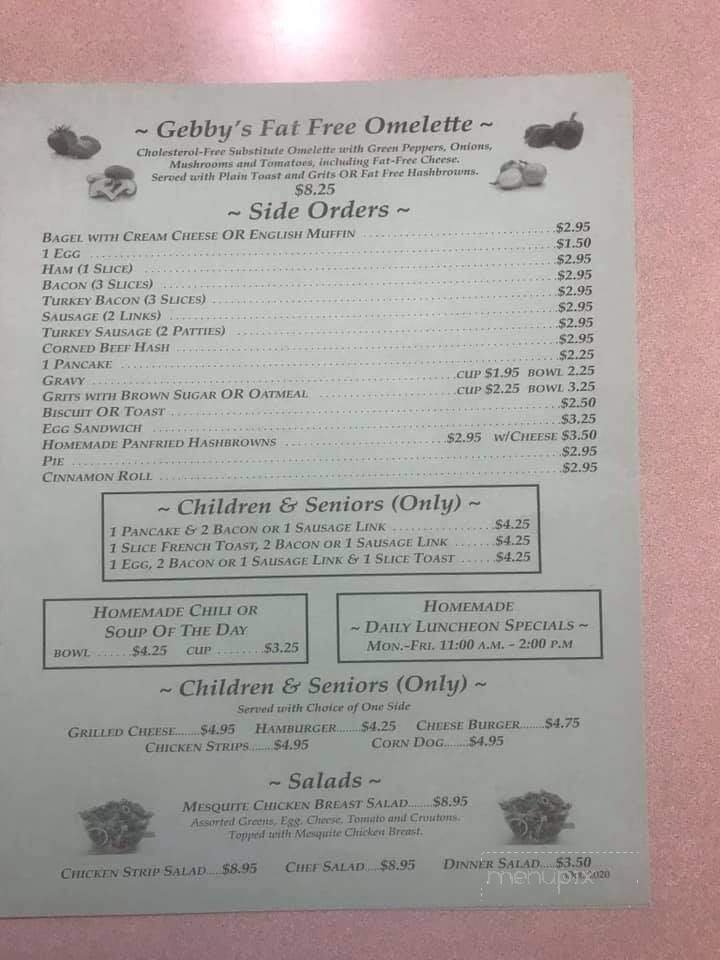 ~ Gebby's Fat Free Omelette ~
Cholesterol-Free Substitute Omelette with Green Peppers, Onions,
Mushrooms and Tomatoes, including Fat-Free Cheese.
Served with Plain Toast and Grits OR Fat Free Hashbrowns.
$8.25
~ Side Orders ~
BAGEL WITH CREAM CHEESE OR ENGLISH MUFFIN $2.95
1 EGG $1.50
HAM (1 SLICE) $2.95
BACON (3 SLICES) $2.95
TURKEY BACON (3 SLICES) $2.95
SAUSAGE (2 LINKS) $2.95
TURKEY SAUSAGE (2 PATTIES) $2.95
CORNED BEEF HASH $2.95
1 PANCAKE $2.25
GRAVY CUP $1.95 BOWL 2.25
GRITS WITH BROWN SUGAR OR OATMEAL CUP $2.25 BOWL 3.25
BISCUIT OR TOAST $2.50
EGG SANDWICH $3.25
HOMEMADE PANFRIED HASHBROWNS $2.95 W/CHEESE $3.50
PIE $2.95
CINNAMON ROLL $2.95
~ Children & Seniors (Only) ~
1 PANCAKE & 2 BACON OR 1 SAUSAGE LINK $4.25
1 SLICE FRENCH TOAST, 2 BACON OR 1 SAUSAGE LINK $4.25
1 EGG, 2 BACON OR 1 SAUSAGE LINK & 1 SLICE TOAST $4.25
HOMEMADE CHILI OR
SOUP OF THE DAY
BOWL $4.25 CUP $3.25
HOMEMADE
~ DAILY LUNCHEON SPECIALS ~
MON.-FRI. 11:00 A.M. - 2:00 P.M
~ Children & Seniors (Only) ~
Served with Choice of One Side
GRILLED CHEESE $4.95 HAMBURGER $4.25 CHEESE BURGER $4.75
CHICKEN STRIPS $4.95 CORN DOG $4.95
~ Salads ~
MESQUITE CHICKEN BREAST SALAD $8.95
Assorted Greens, Egg, Cheese, Tomato and Croutons.
Topped with Mesquite Chicken Breast.
CHICKEN STRIP SALAD $8.95 CHEF SALAD $8.95 DINNER SALAD $3.50
menupix